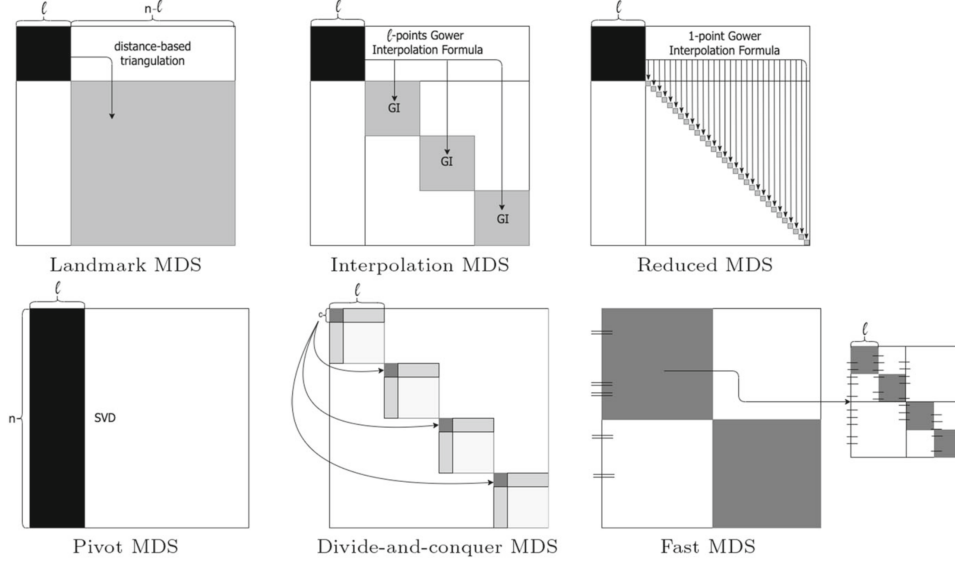 ℓ
n-ℓ
distance-based
triangulation
Landmark MDS
ℓ
ℓ-points Gower
Interpolation Formula
GI
GI
GI
Interpolation MDS
ℓ
1-point Gower
Interpolation Formula
Reduced MDS
ℓ
n
SVD
Pivot MDS
ℓ
c
Divide-and-conquer MDS
ℓ
Fast MDS